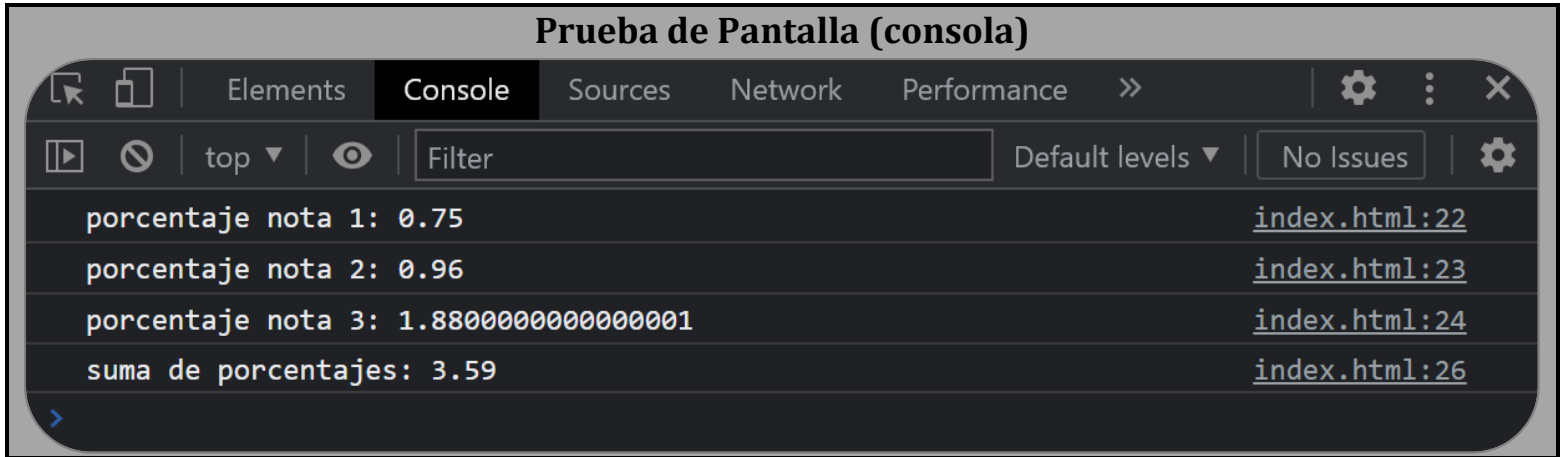 Prueba de Pantalla (consola)
Elements Console Sources Network Performance »
top ▼ Filter Default levels ▼ No Issues
porcentaje nota 1: 0.75 index.html:22
porcentaje nota 2: 0.96 index.html:23
porcentaje nota 3: 1.8800000000000001 index.html:24
suma de porcentajes: 3.59 index.html:26
>